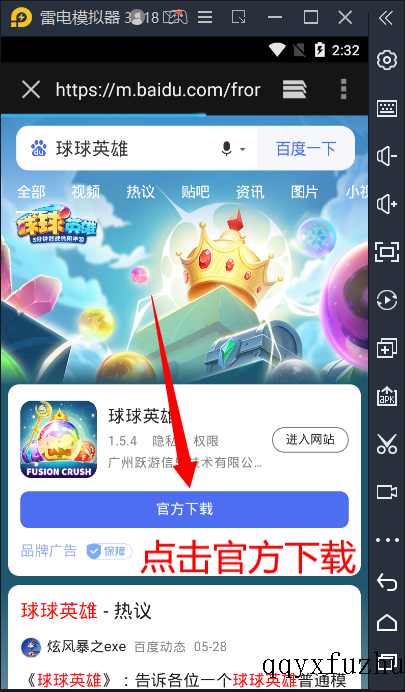 雷电模拟器
2:32
https://m.baidu.com/fror
球球英雄
百度一下
全部 视频 热议 贴吧 资讯 图片 小视
球球英雄
球球英雄
1.5.4 隐私 权限
进入网站
广州跃游信息技术有限公...
FUSION CRUSH
官方下载
品牌广告 保障
点击官方下载
球球英雄 - 热议
炫风暴之exe 百度动态 05-28
《球球英雄》：告诉各位一个球球英雄普通模
qqyxfuzhu
APK